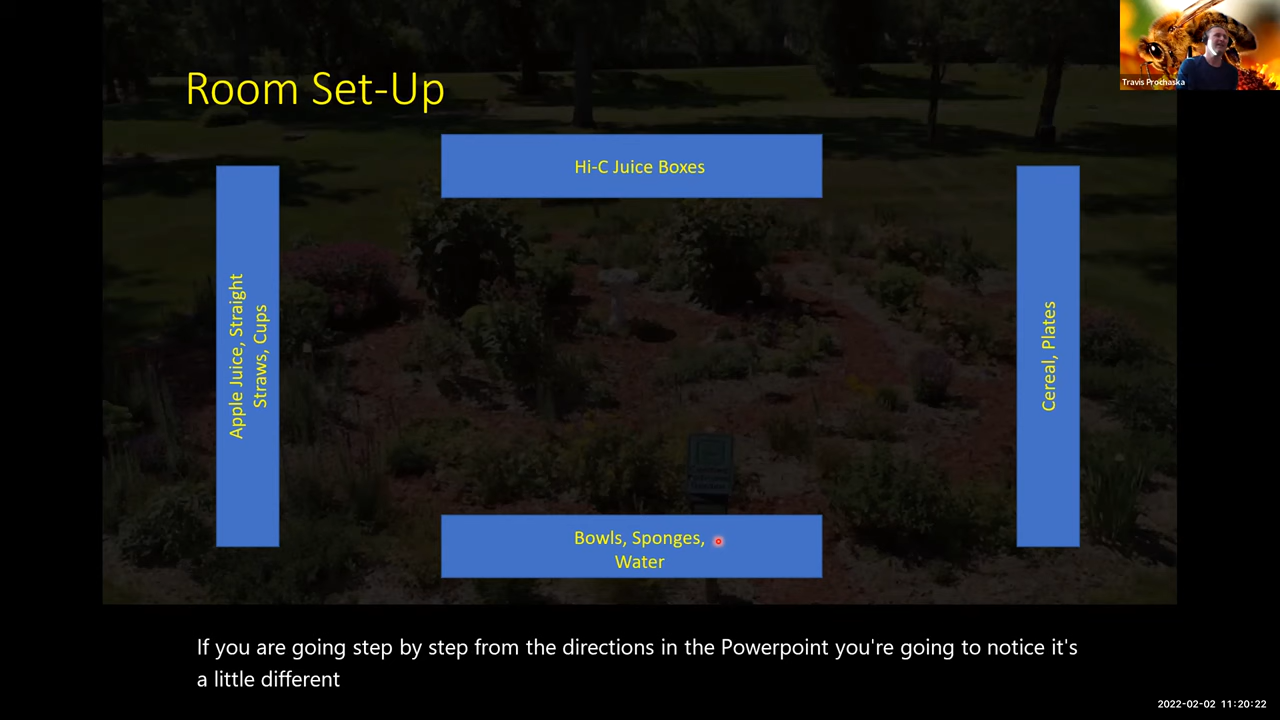 Room Set-Up
Travis Prochaska
Hi-C Juice Boxes
Apple Juice, Straight
Straws, Cups
Cereal, Plates
Bowls, Sponges,
Water
If you are going step by step from the directions in the Powerpoint you're going to notice it's
a little different
2022-02-02 11:20:22